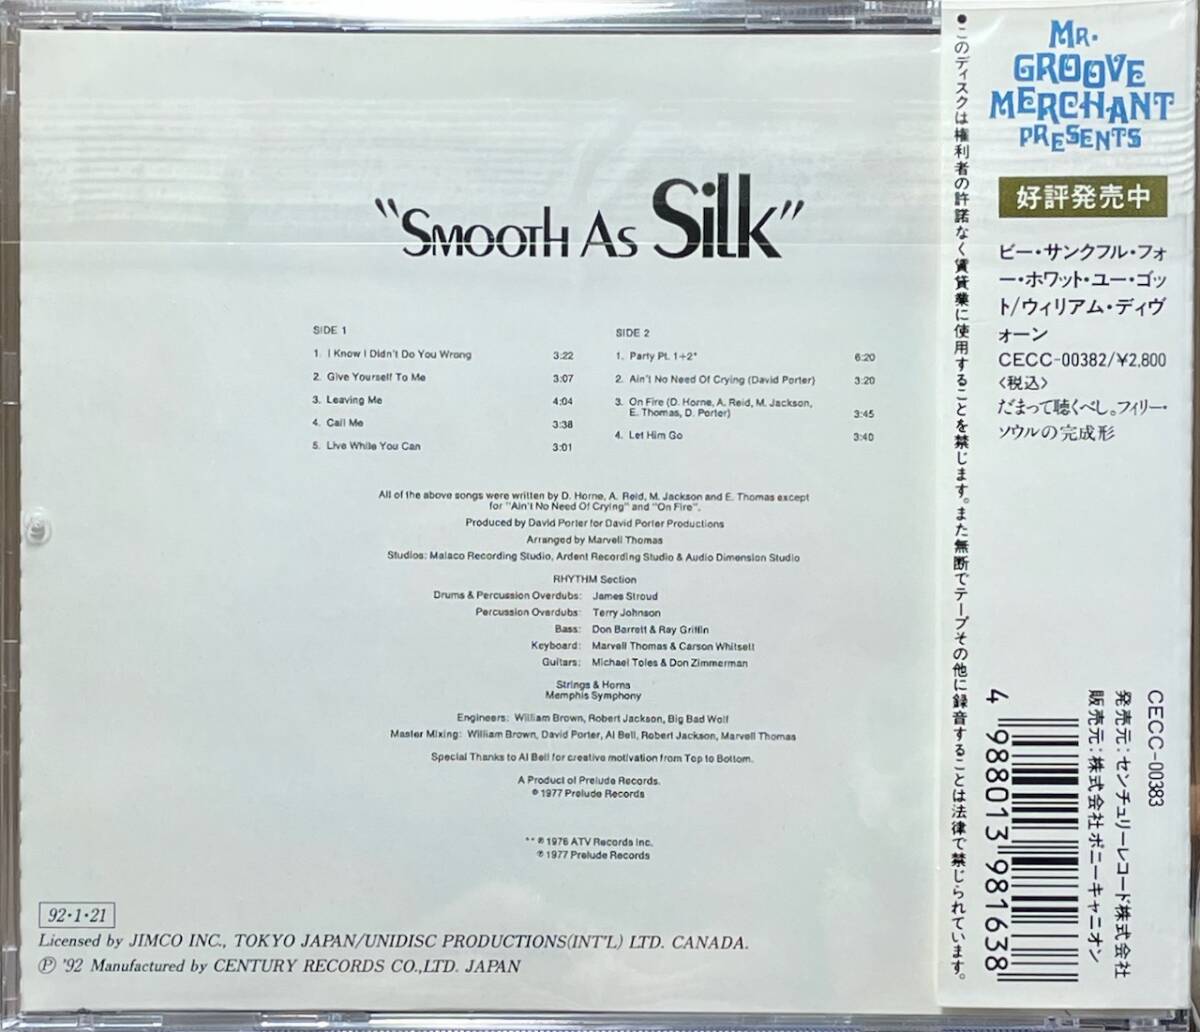 "Smooth As Silk"
SIDE 1
1. I Know I Didn't Do You Wrong 3:22
2. Give Yourself To Me 3:07
3. Leaving Me 4:04
4. Call Me 3:38
5. Live While You Can 3:01
SIDE 2
1. Party Pt. 1+2* 6:20
2. Ain't No Need Of Crying (David Porter) 3:20
3. On Fire (D. Horne, A. Reid, M. Jackson,
E. Thomas, D. Porter) 3:45
4. Let Him Go 3:40
All of the above songs were written by D. Horne, A. Reid, M. Jackson and E. Thomas except
for "Ain't No Need Of Crying" and "On Fire".
Produced by David Porter for David Porter Productions
Arranged by Marvell Thomas
Studios: Malaco Recording Studio, Ardent Recording Studio & Audio Dimension Studio
RHYTHM Section
Drums & Percussion Overdubs: James Stroud
Percussion Overdubs: Terry Johnson
Bass: Don Barrett & Ray Griffin
Keyboard: Marvell Thomas & Carson Whitsett
Guitars: Michael Toles & Don Zimmerman
Strings & Horns
Memphis Symphony
Engineers: William Brown, Robert Jackson, Big Bad Wolf
Master Mixing: William Brown, David Porter, Al Bell, Robert Jackson, Marvell Thomas
Special Thanks to Al Bell for creative motivation from Top to Bottom.
A Product of Prelude Records.
℗ 1977 Prelude Records
** ℗ 1976 ATV Records Inc.
℗ 1977 Prelude Records
92・1・21
Licensed by JIMCO INC., TOKYO JAPAN/UNIDISC PRODUCTIONS(INT'L) LTD. CANADA.
℗ '92 Manufactured by CENTURY RECORDS CO.,LTD. JAPAN
●このディスクは権利者の許諾なく賃貸業に使用することを禁じます。また無断でテープその他に録音することは法律で禁じられています。
MR.
GROOVE
MERCHANT
PRESENTS
好評発売中
ビー・サンクフル・フォ
ー・ホワット・ユー・ゴッ
ト/ウィリアム・ディヴ
ォーン
CECC-00382/¥2,800
〈税込〉
だまって聴くべし。フィリー・
ソウルの完成形
CECC-00383
発売元:センチュリーレコード株式会社
販売元:株式会社ポニーキャニオン
4 988013 981638